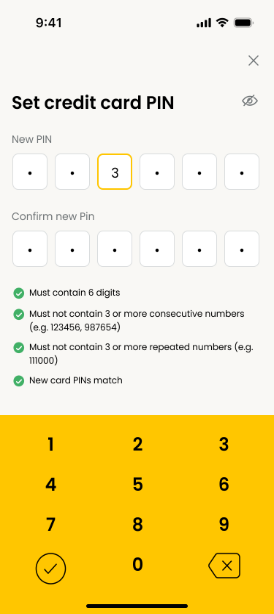 9:41
Set credit card PIN
New PIN
• • 3 • • •
Confirm new Pin
• • • • • •
Must contain 6 digits
Must not contain 3 or more consecutive numbers
(e.g. 123456, 987654)
Must not contain 3 or more repeated numbers (e.g.
111000)
New card PINs match
1 2 3
4 5 6
7 8 9
0